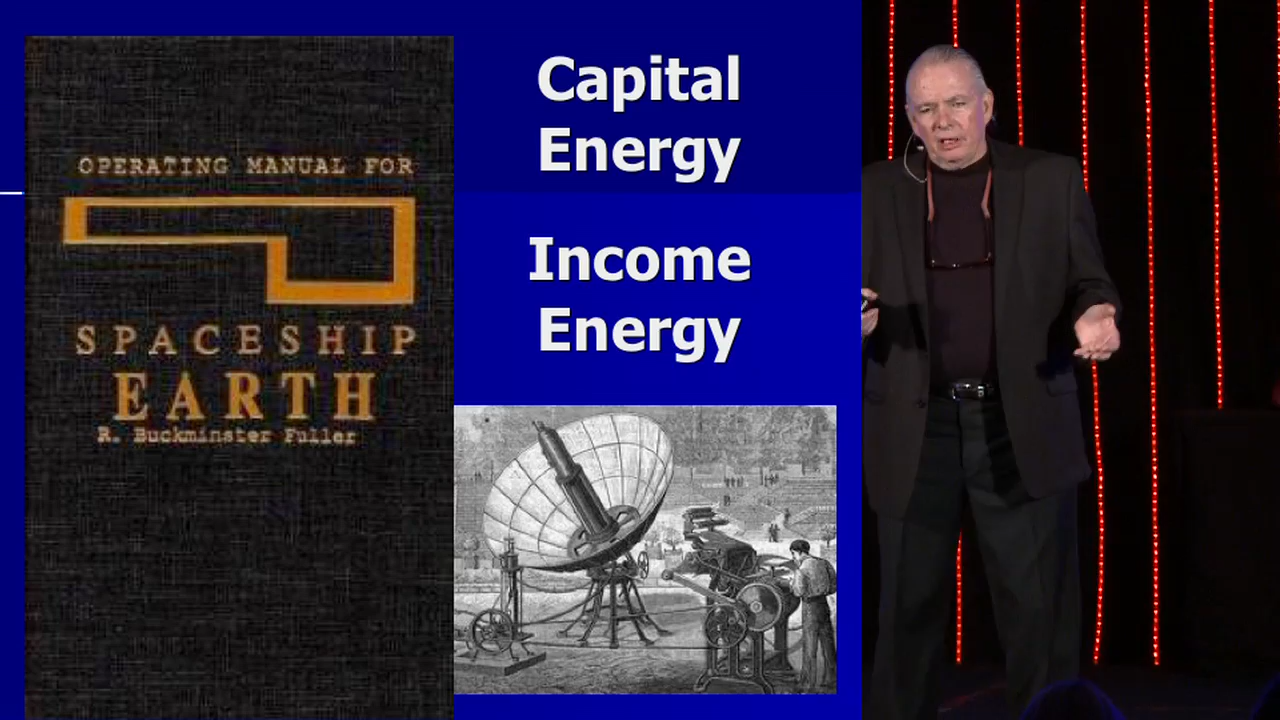 OPERATING MANUAL FOR
SPACESHIP
EARTH
R. Buckminster Fuller
Capital
Energy
Income
Energy